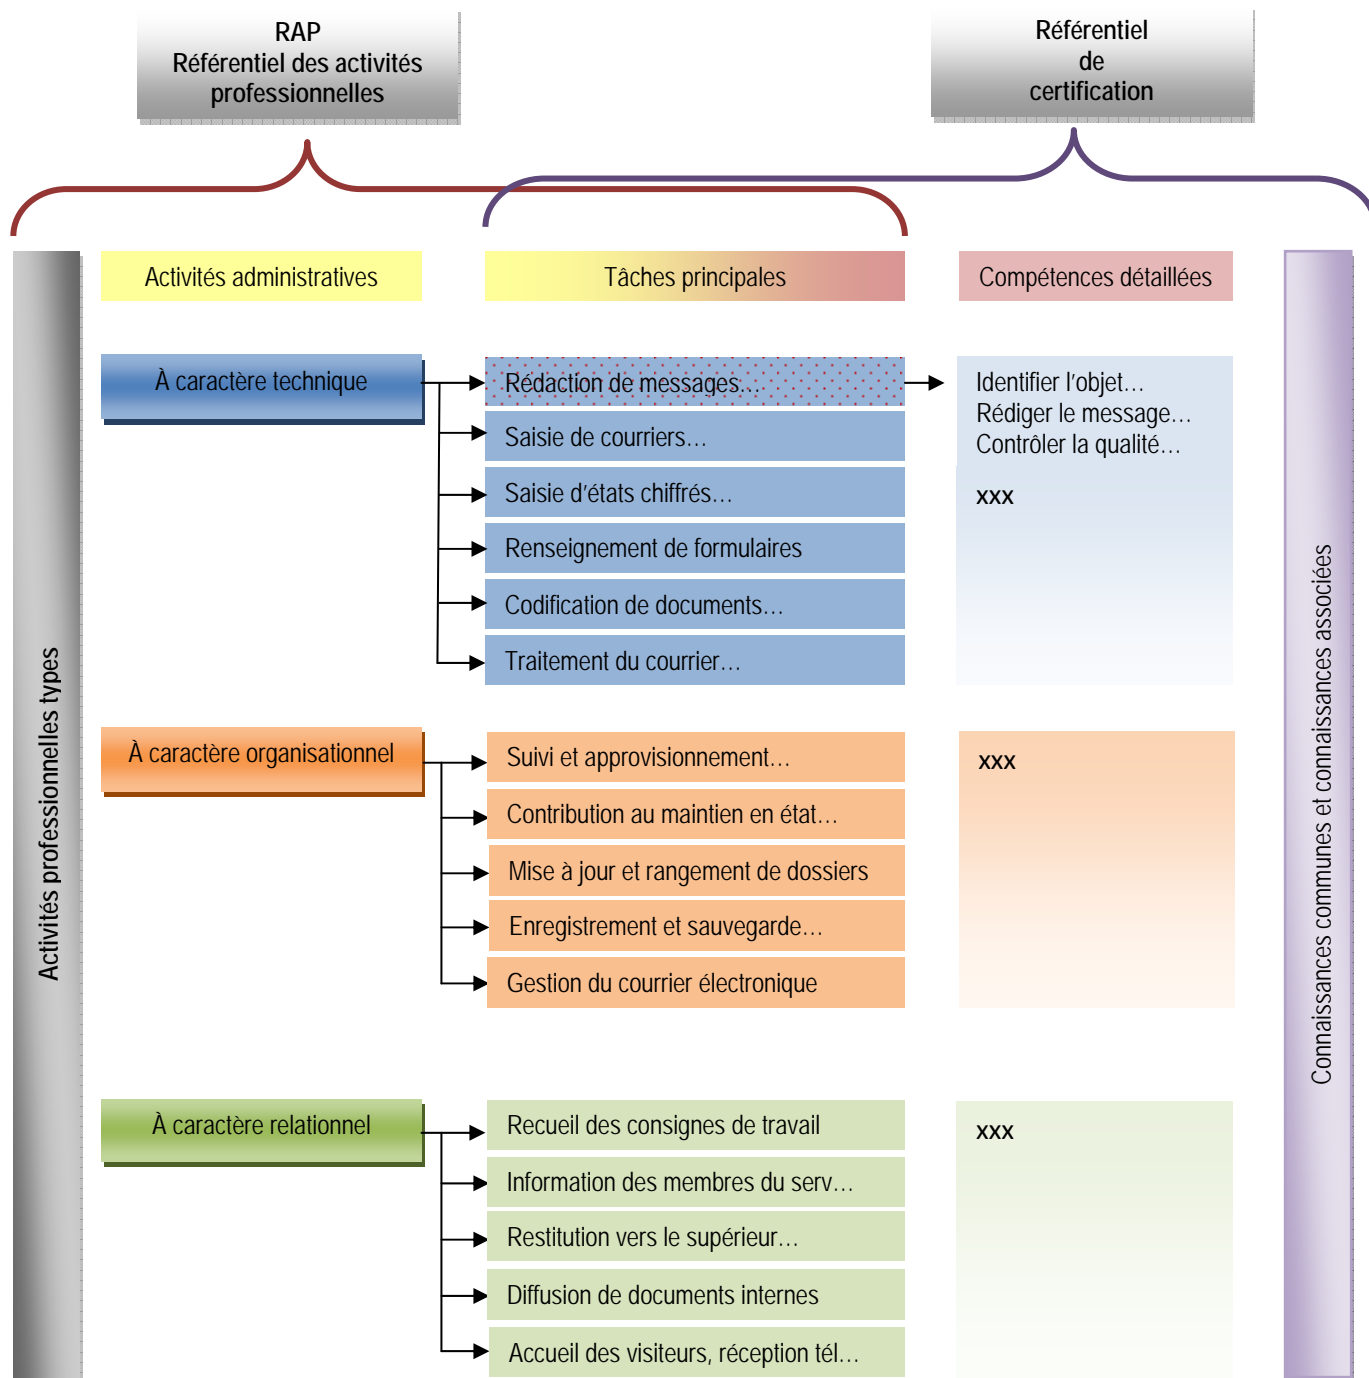 RAP
Référentiel des activités
professionnelles
Référentiel
de
certification
Activités administratives
Tâches principales
Compétences détaillées
Activités professionnelles types
À caractère technique
Rédaction de messages…
Saisie de courriers…
Saisie d'états chiffrés…
Renseignement de formulaires
Codification de documents…
Traitement du courrier…
Identifier l'objet…
Rédiger le message…
Contrôler la qualité…
xxx
À caractère organisationnel
Suivi et approvisionnement…
Contribution au maintien en état…
Mise à jour et rangement de dossiers
Enregistrement et sauvegarde…
Gestion du courrier électronique
xxx
À caractère relationnel
Recueil des consignes de travail
Information des membres du serv…
Restitution vers le supérieur…
Diffusion de documents internes
Accueil des visiteurs, réception tél…
xxx
Connaissances communes et connaissances associées